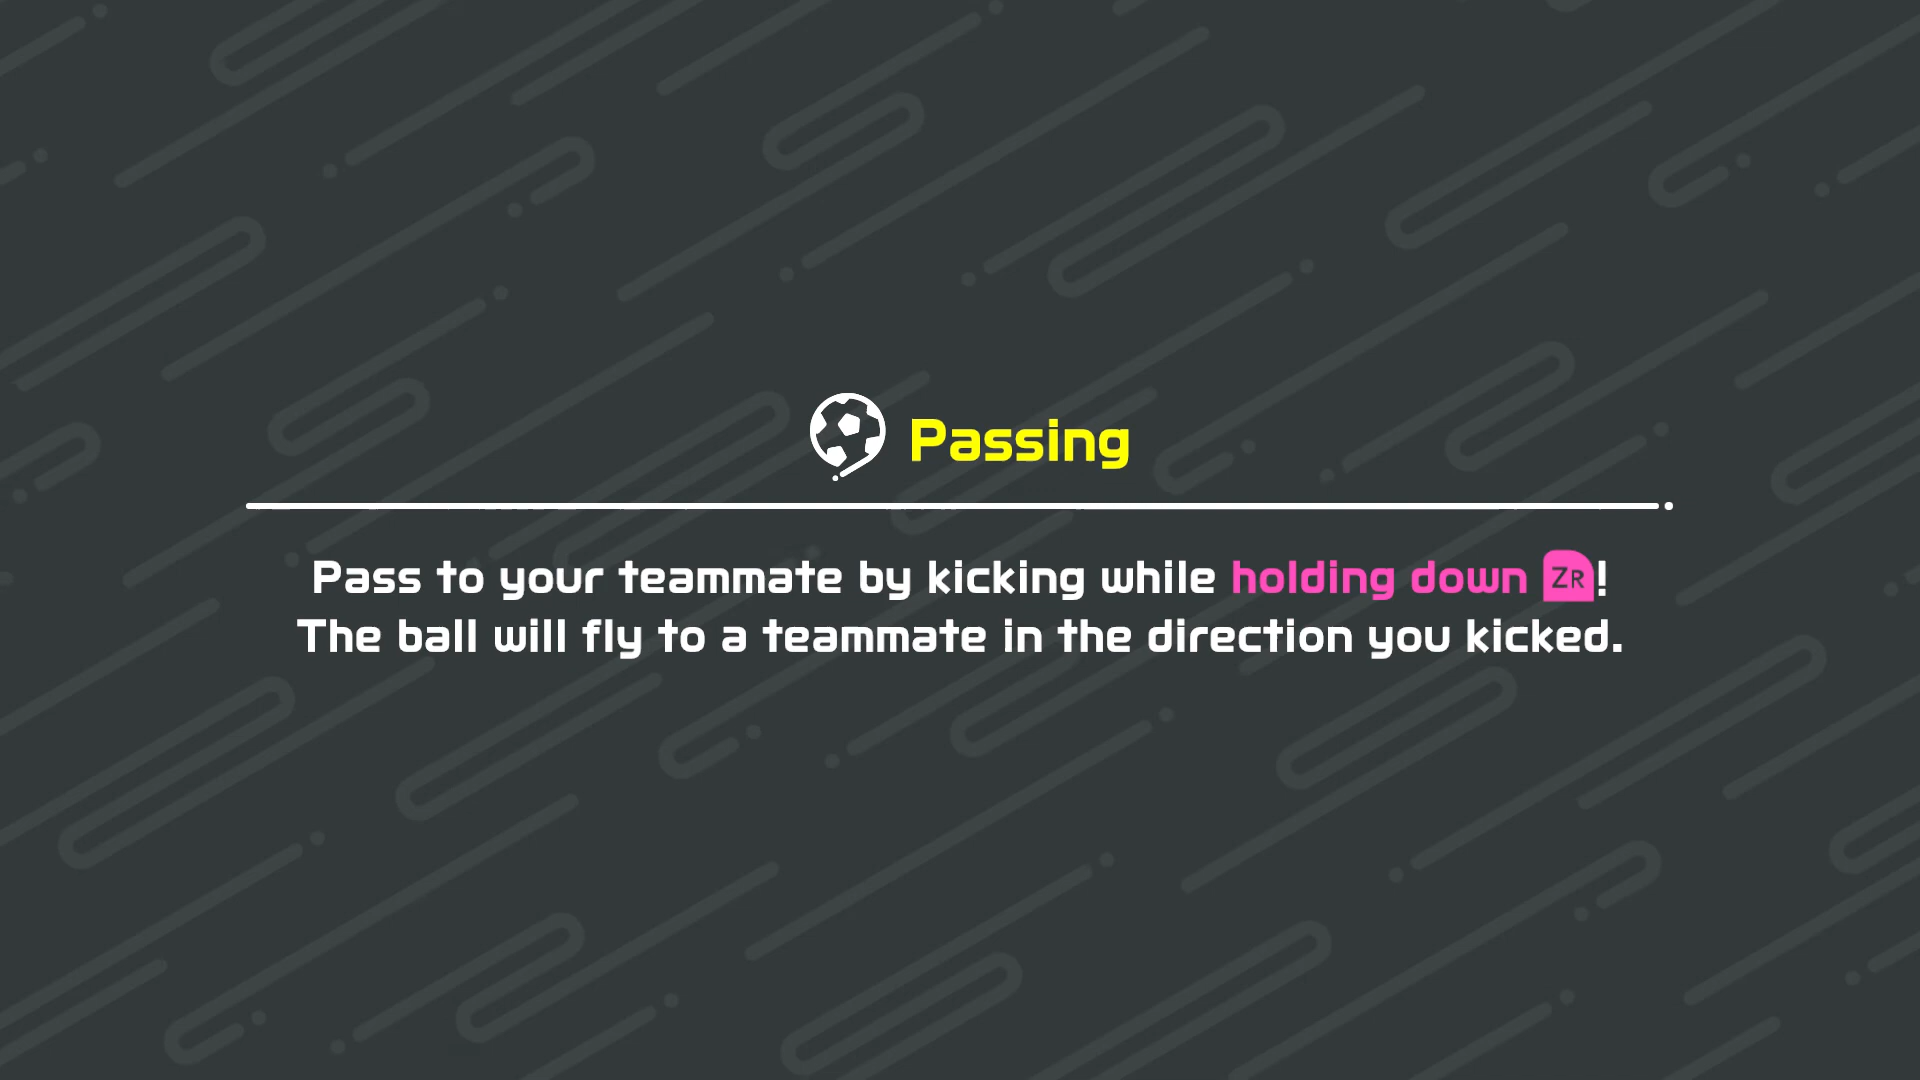 Passing
Pass to your teammate by kicking while holding down ZR!
The ball will fly to a teammate in the direction you kicked.